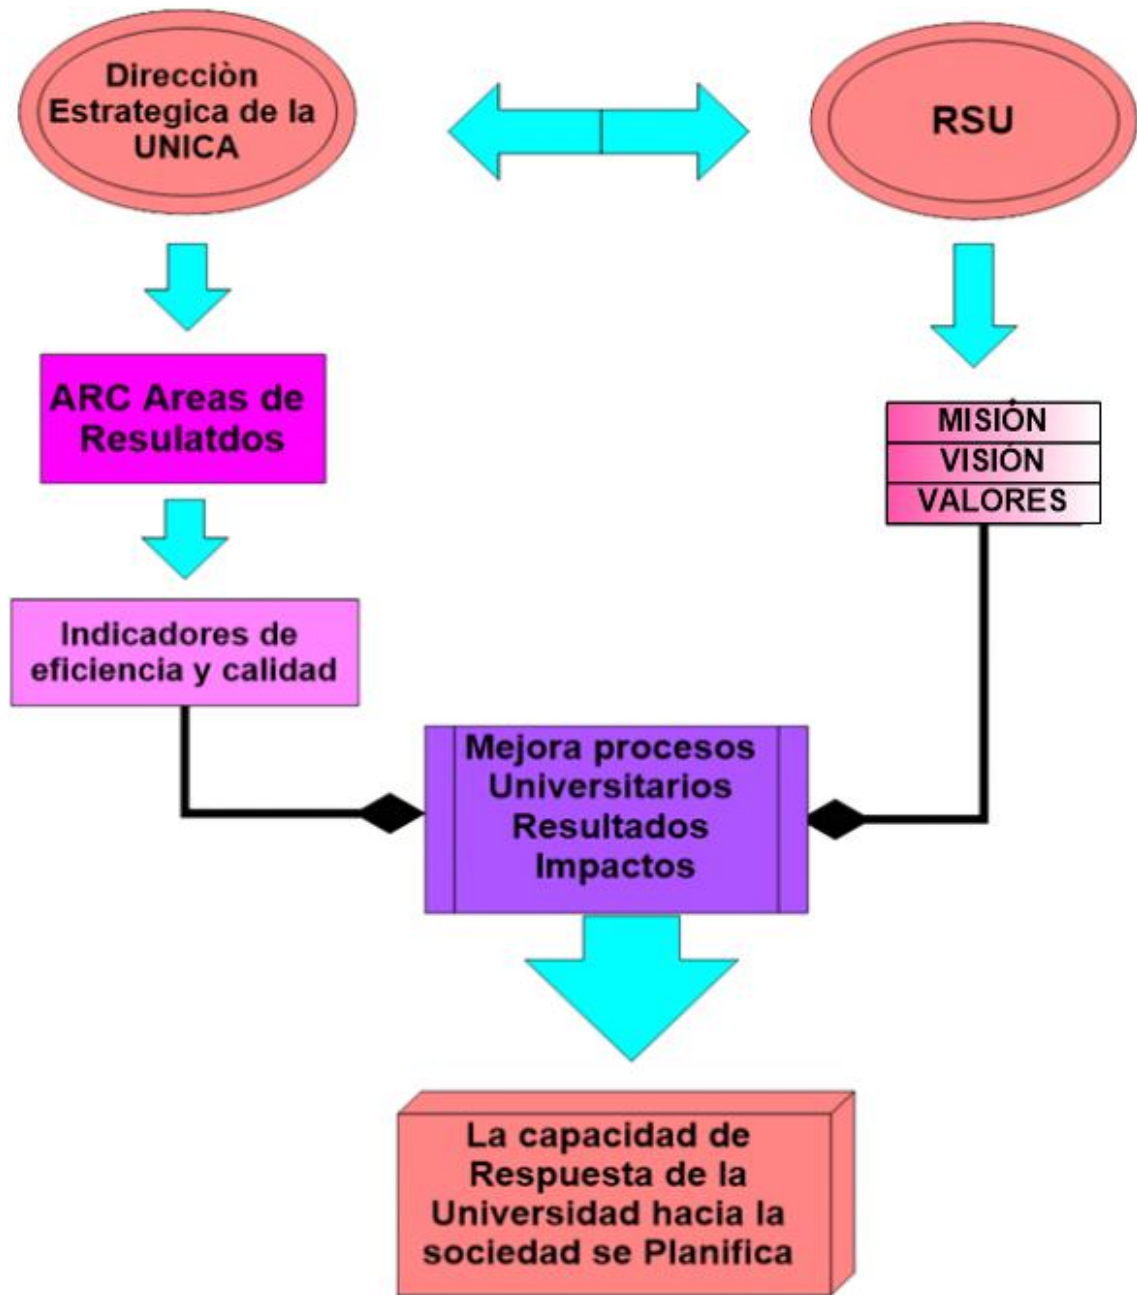 Direcciòn
Estrategica de la
UNICA
RSU
ARC Areas de
Resulatdos
MISIÓN
VISIÓN
VALORES
Indicadores de
eficiencia y calidad
Mejora procesos
Universitarios
Resultados
Impactos
La capacidad de
Respuesta de la
Universidad hacia la
sociedad se Planifica